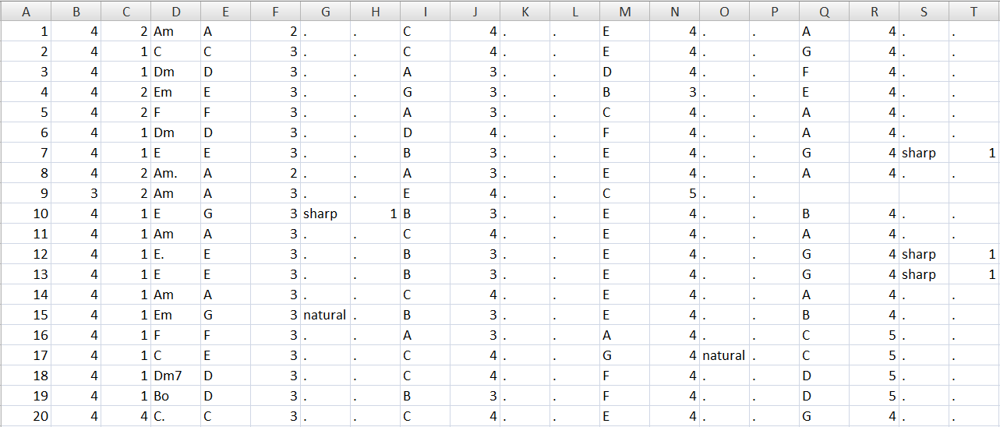 A B C D E F G H I J K L M N O P Q R S T
1 4 2 Am A 2 . . C 4 . . E 4 . . A 4 . .
2 4 1 C C 3 . . C 4 . . E 4 . . G 4 . .
3 4 1 Dm D 3 . . A 3 . . D 4 . . F 4 . .
4 4 2 Em E 3 . . G 3 . . B 3 . . E 4 . .
5 4 2 F F 3 . . A 3 . . C 4 . . A 4 . .
6 4 1 Dm D 3 . . D 4 . . F 4 . . A 4 . .
7 4 1 E E 3 . . B 3 . . E 4 . . G 4 sharp 1
8 4 2 Am. A 2 . . A 3 . . E 4 . . A 4 . .
9 3 2 Am A 3 . . E 4 . . C 5 . .
10 4 1 E G 3 sharp 1 B 3 . . E 4 . . B 4 . .
11 4 1 Am A 3 . . C 4 . . E 4 . . A 4 . .
12 4 1 E. E 3 . . B 3 . . E 4 . . G 4 sharp 1
13 4 1 E E 3 . . B 3 . . E 4 . . G 4 sharp 1
14 4 1 Am A 3 . . C 4 . . E 4 . . A 4 . .
15 4 1 Em G 3 natural . B 3 . . E 4 . . B 4 . .
16 4 1 F F 3 . . A 3 . . A 4 . . C 5 . .
17 4 1 C E 3 . . C 4 . . G 4 natural . C 5 . .
18 4 1 Dm7 D 3 . . C 4 . . F 4 . . D 5 . .
19 4 1 Bo D 3 . . B 3 . . F 4 . . D 5 . .
20 4 4 C. C 3 . . C 4 . . E 4 . . G 4 . .